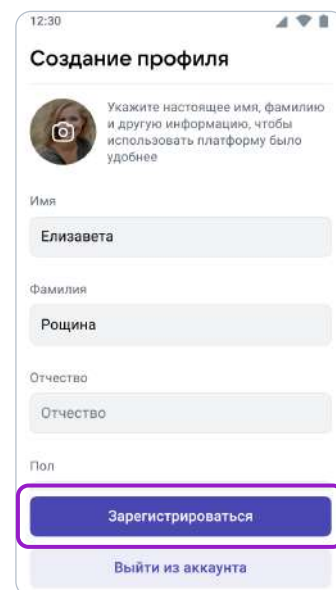 12:30
Создание профиля
Укажите настоящее имя, фамилию
и другую информацию, чтобы
использовать платформу было
удобнее
Имя
Елизавета
Фамилия
Рощина
Отчество
Отчество
Пол
Зарегистрироваться
Выйти из аккаунта